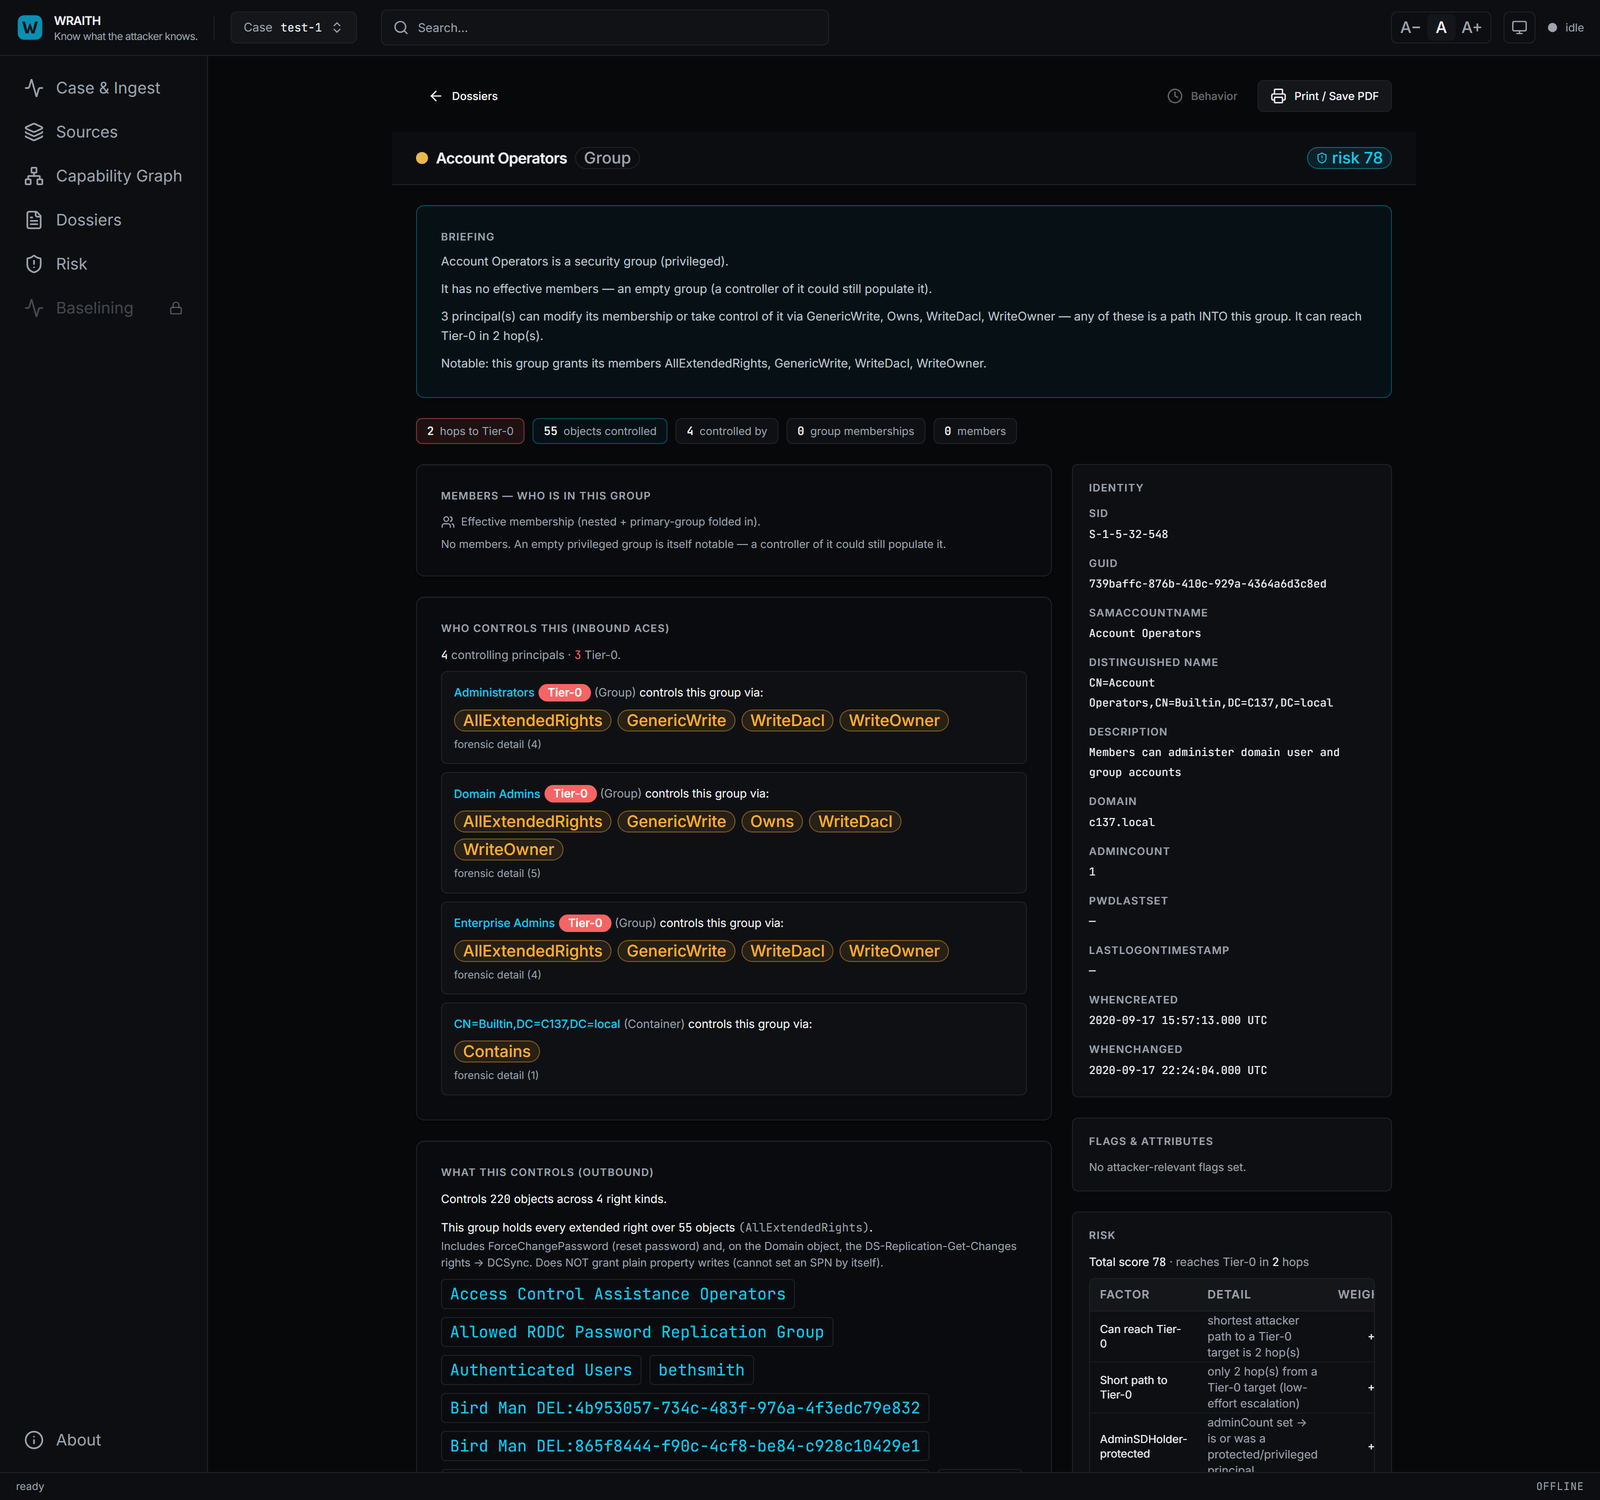 W
WRAITH
Know what the attacker knows.
Case test-1
Search...
A−
A
A+
idle
Case & Ingest
Sources
Capability Graph
Dossiers
Risk
Baselining
About
Dossiers
Behavior
Print / Save PDF
Account Operators
Group
risk 78
BRIEFING
Account Operators is a security group (privileged).
It has no effective members — an empty group (a controller of it could still populate it).
3 principal(s) can modify its membership or take control of it via GenericWrite, Owns, WriteDacl, WriteOwner — any of these is a path INTO this group. It can reach
Tier-0 in 2 hop(s).
Notable: this group grants its members AllExtendedRights, GenericWrite, WriteDacl, WriteOwner.
2 hops to Tier-0
55 objects controlled
4 controlled by
0 group memberships
0 members
MEMBERS — WHO IS IN THIS GROUP
Effective membership (nested + primary-group folded in).
No members. An empty privileged group is itself notable — a controller of it could still populate it.
WHO CONTROLS THIS (INBOUND ACES)
4 controlling principals · 3 Tier-0.
Administrators Tier-0 (Group) controls this group via:
AllExtendedRights GenericWrite WriteDacl WriteOwner
forensic detail (4)
Domain Admins Tier-0 (Group) controls this group via:
AllExtendedRights GenericWrite Owns WriteDacl
WriteOwner
forensic detail (5)
Enterprise Admins Tier-0 (Group) controls this group via:
AllExtendedRights GenericWrite WriteDacl WriteOwner
forensic detail (4)
CN=Builtin,DC=C137,DC=local (Container) controls this group via:
Contains
forensic detail (1)
WHAT THIS CONTROLS (OUTBOUND)
Controls 220 objects across 4 right kinds.
This group holds every extended right over 55 objects (AllExtendedRights).
Includes ForceChangePassword (reset password) and, on the Domain object, the DS-Replication-Get-Changes
rights → DCSync. Does NOT grant plain property writes (cannot set an SPN by itself).
Access Control Assistance Operators
Allowed RODC Password Replication Group
Authenticated Users
bethsmith
Bird Man DEL:4b953057-734c-483f-976a-4f3edc79e832
Bird Man DEL:865f8444-f90c-4cf8-be84-c928c10429e1
IDENTITY
SID
S-1-5-32-548
GUID
739baffc-876b-410c-929a-4364a6d3c8ed
SAMACCOUNTNAME
Account Operators
DISTINGUISHED NAME
CN=Account
Operators,CN=Builtin,DC=C137,DC=local
DESCRIPTION
Members can administer domain user and
group accounts
DOMAIN
c137.local
ADMINCOUNT
1
PWDLASTSET
—
LASTLOGONTIMESTAMP
—
WHENCREATED
2020-09-17 15:57:13.000 UTC
WHENCHANGED
2020-09-17 22:24:04.000 UTC
FLAGS & ATTRIBUTES
No attacker-relevant flags set.
RISK
Total score 78 · reaches Tier-0 in 2 hops
FACTOR DETAIL WEIGH
Can reach Tier-
0
shortest attacker
path to a Tier-0
target is 2 hop(s)
+
Short path to
Tier-0
only 2 hop(s) from a
Tier-0 target (low-
effort escalation)
+
AdminSDHolder-
protected
adminCount set →
is or was a
protected/privileged
principal
+
ready
OFFLINE